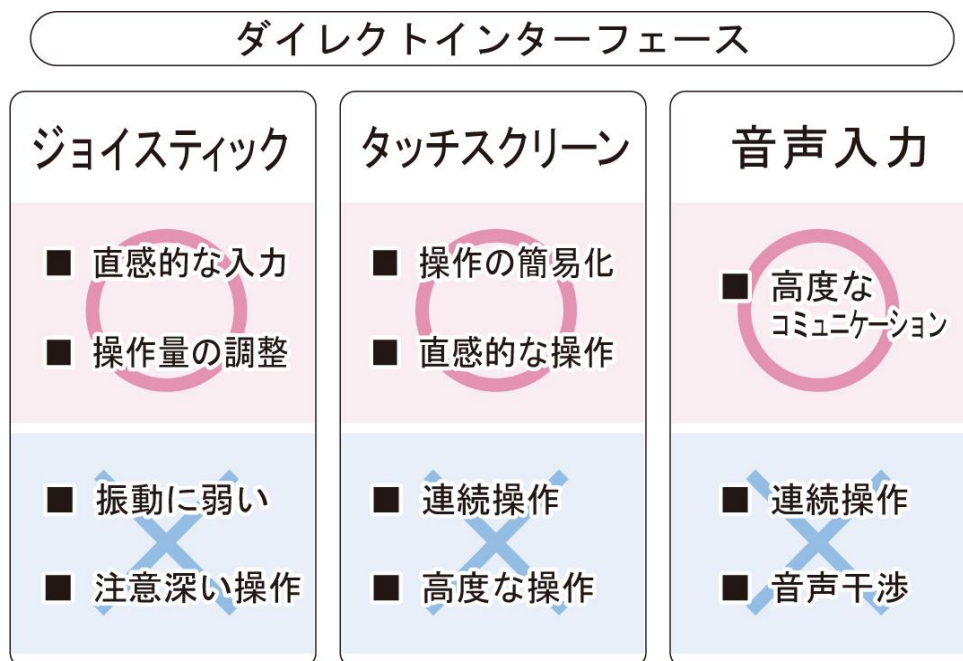 ダイレクトインターフェース
ジョイスティック
■ 直感的な入力
■ 操作量の調整
■ 振動に弱い
■ 注意深い操作
タッチスクリーン
■ 操作の簡易化
■ 直感的な操作
■ 連続操作
■ 高度な操作
音声入力
■ 高度な
コミュニケーション
■ 連続操作
■ 音声干渉